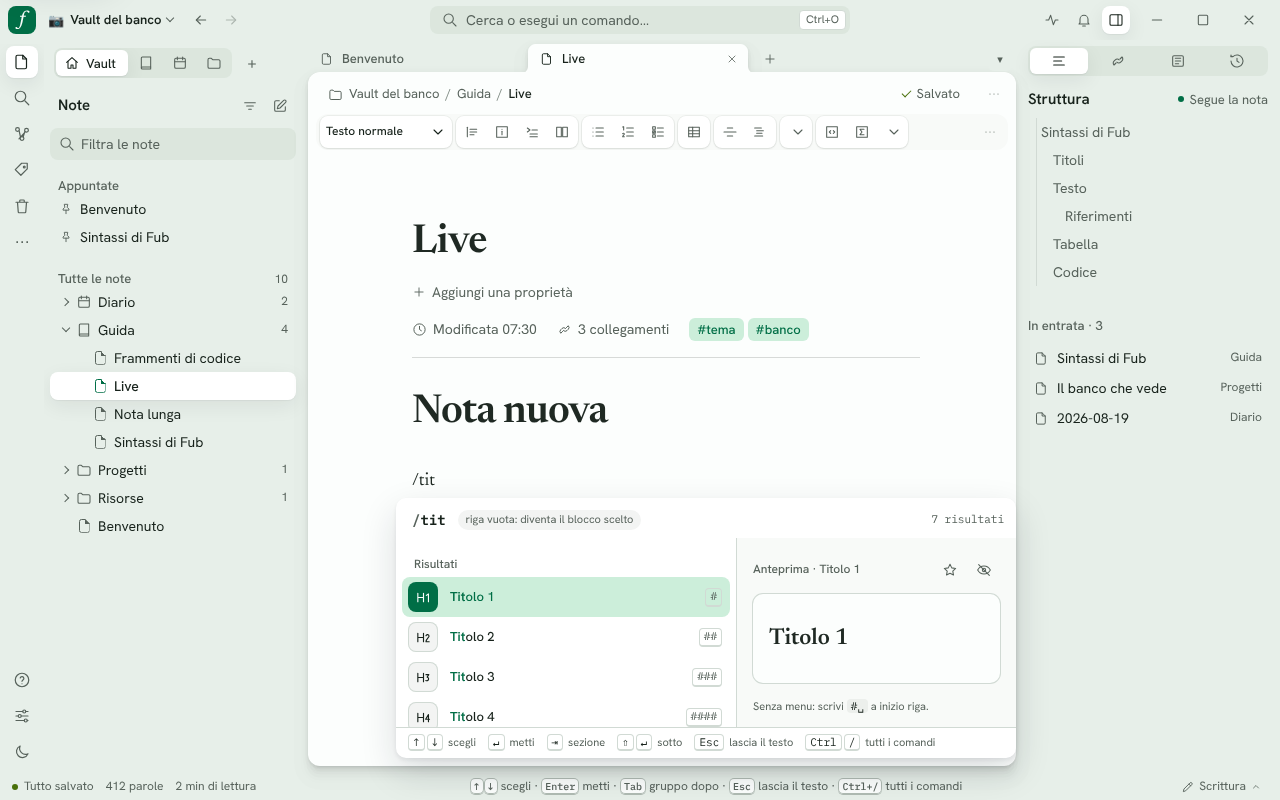 f Vault del banco
Cerca o esegui un comando… Ctrl+O
Vault
Note
Filtra le note
Appuntate
Benvenuto
Sintassi di Fub
Tutte le note 10
Diario 2
Guida 4
Frammenti di codice
Live
Nota lunga
Sintassi di Fub
Progetti 1
Risorse 1
Benvenuto
Benvenuto
Live
Vault del banco / Guida / Live
Salvato
Testo normale
Live
Aggiungi una proprietà
Modificata 07:30 3 collegamenti #tema #banco
Nota nuova
/tit
/tit riga vuota: diventa il blocco scelto 7 risultati
Risultati
H1 Titolo 1 #
H2 Titolo 2 ##
H3 Titolo 3 ###
H4 Titolo 4 ####
Anteprima · Titolo 1
Titolo 1
Senza menu: scrivi #␣ a inizio riga.
↑ ↓ scegli ↵ metti ⇥ sezione ⇧ ↵ sotto Esc lascia il testo Ctrl / tutti i comandi
Struttura Segue la nota
Sintassi di Fub
Titoli
Testo
Riferimenti
Tabella
Codice
In entrata · 3
Sintassi di Fub Guida
Il banco che vede Progetti
2026-08-19 Diario
Tutto salvato 412 parole 2 min di lettura
↑ ↓ scegli · Enter metti · Tab gruppo dopo · Esc lascia il testo · Ctrl+/ tutti i comandi
Scrittura